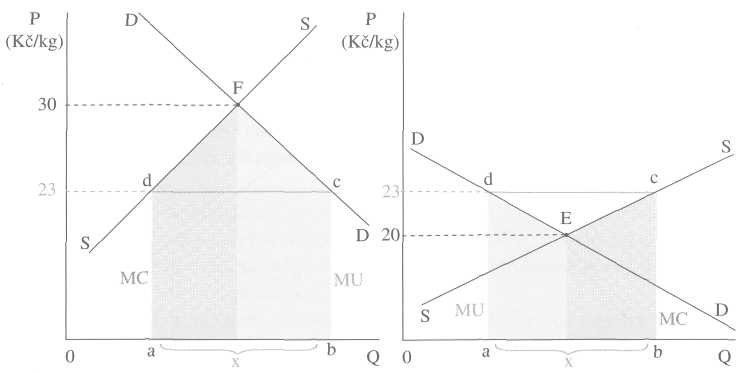 P
(Kč/kg)
D
S
F
30
d
c
23
S
D
MC
MU
0
a
b
Q
x
P
(Kč/kg)
D
S
d
c
23
E
20
S
MU
MC
D
0
a
b
Q
x